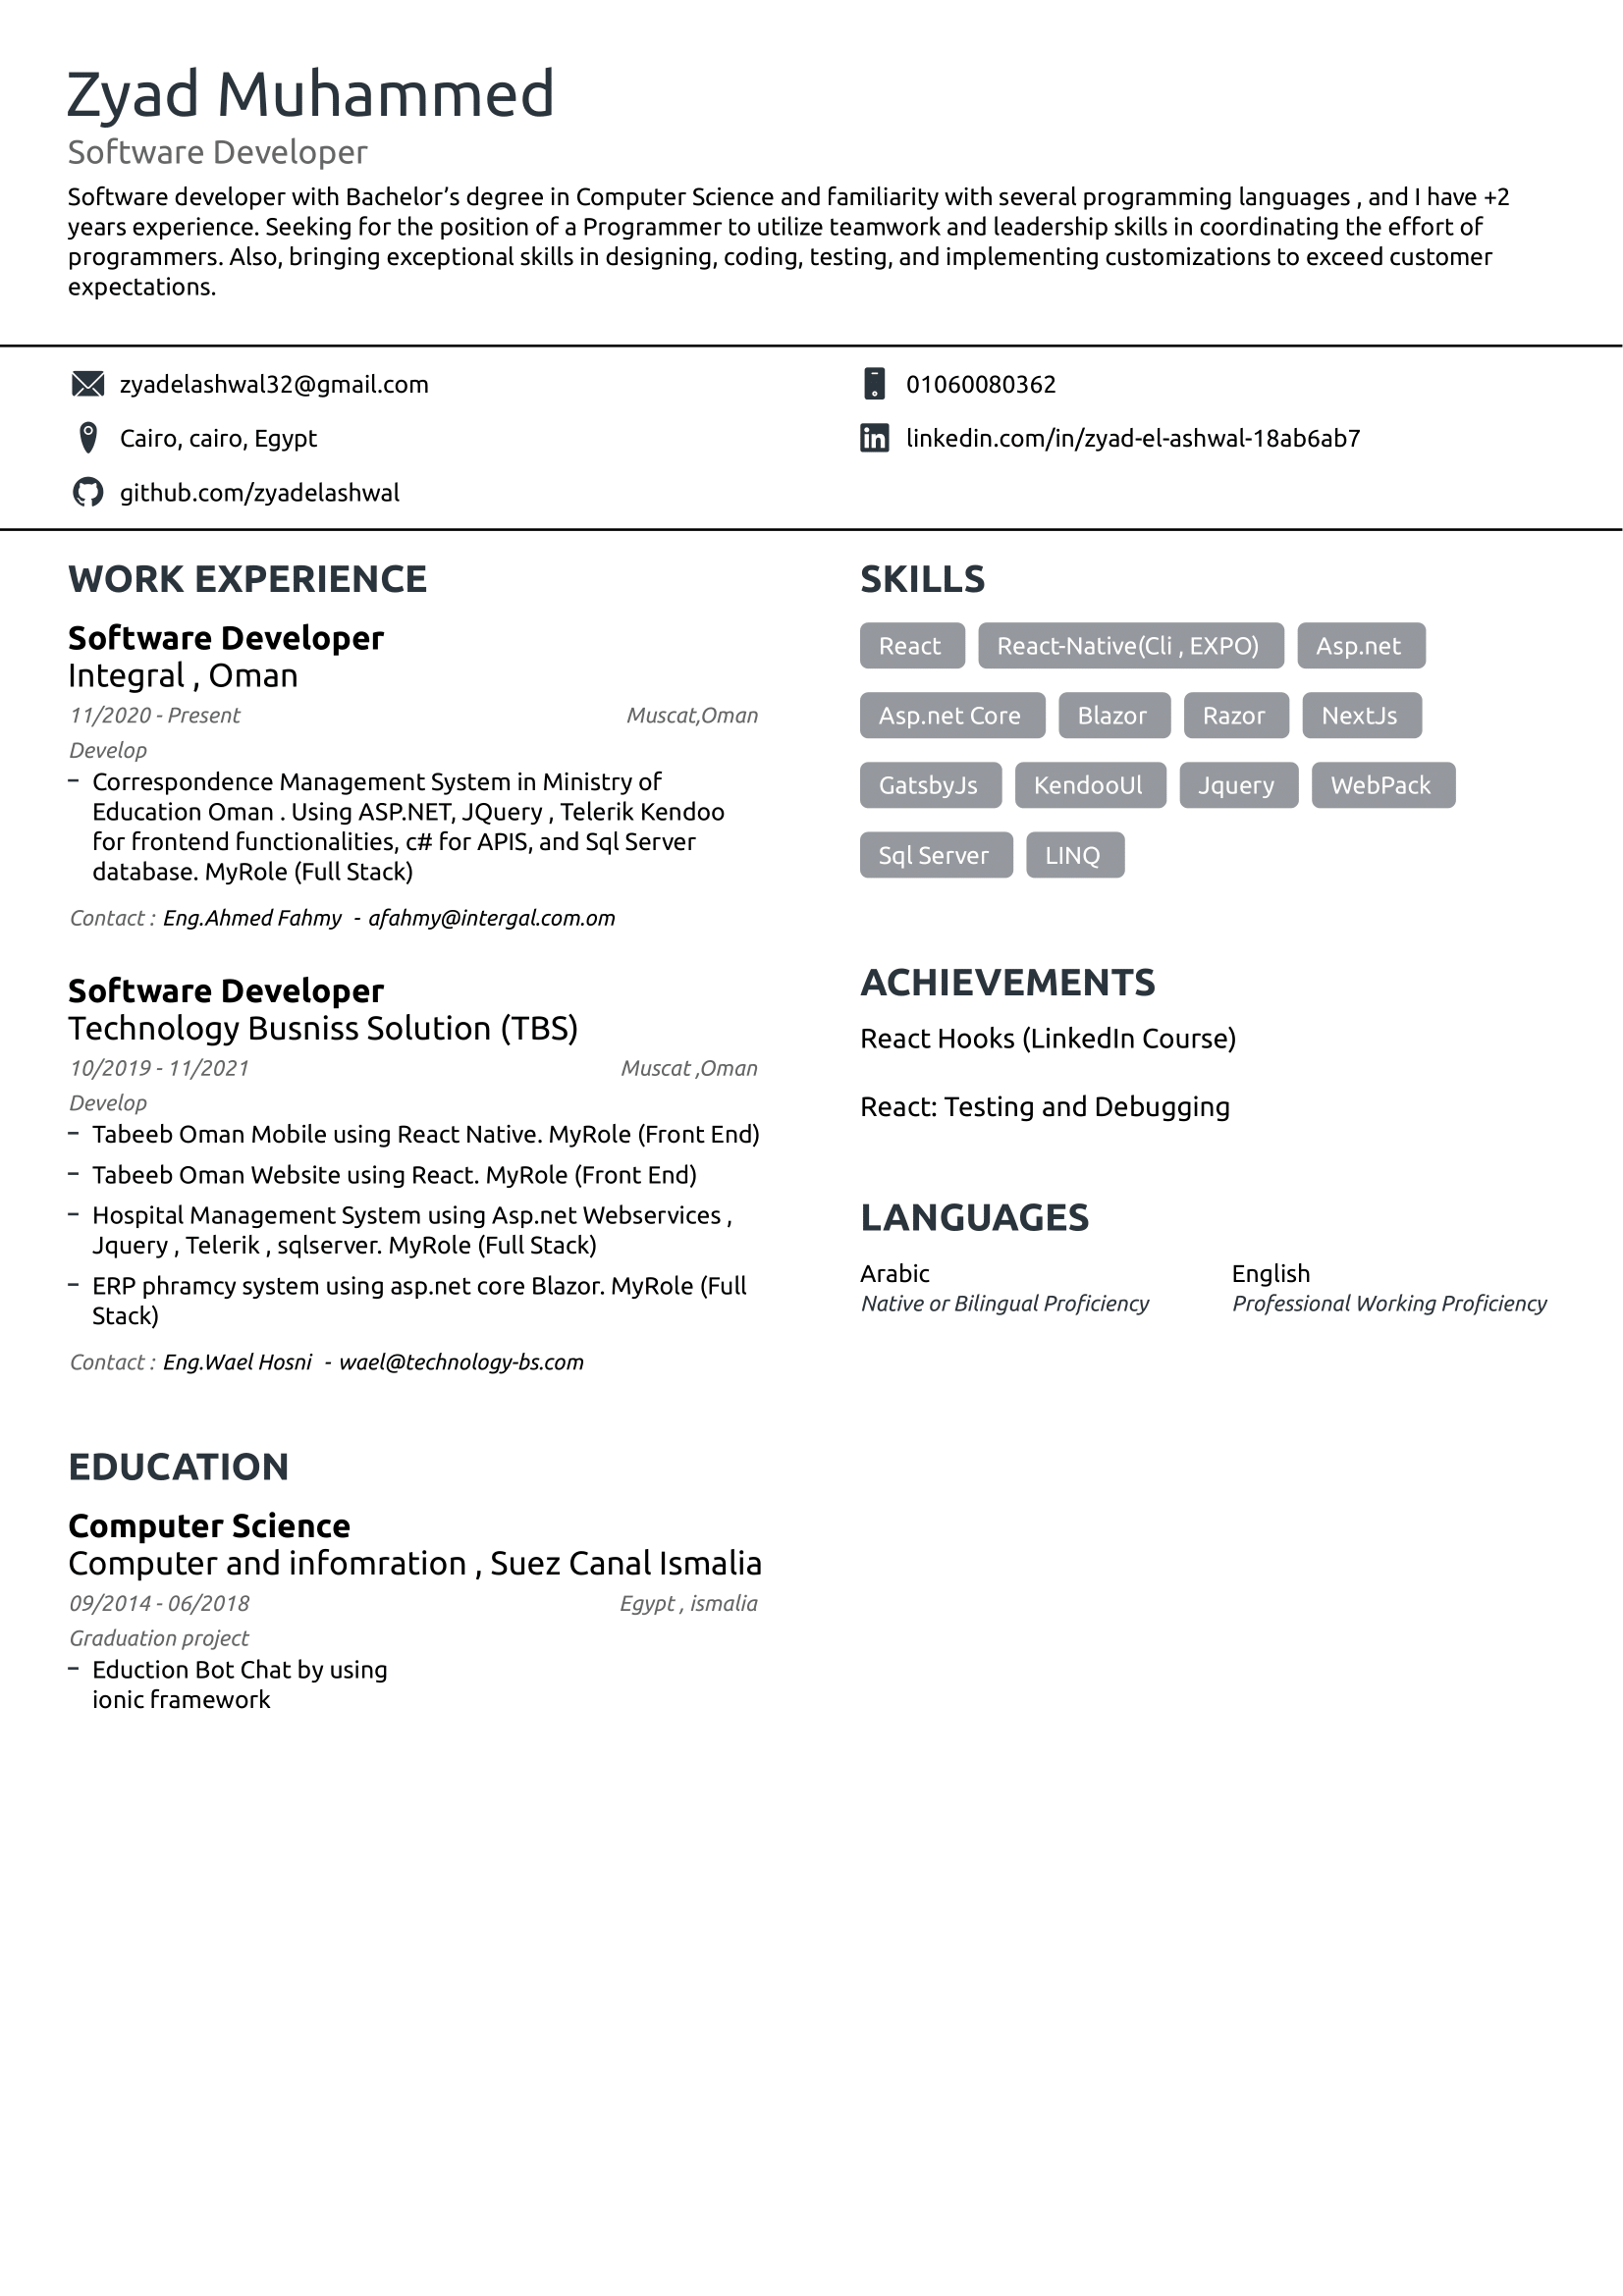 Zyad Muhammed
Software Developer
Software developer with Bachelor’s degree in Computer Science and familiarity with several programming languages , and I have +2
years experience. Seeking for the position of a Programmer to utilize teamwork and leadership skills in coordinating the effort of
programmers. Also, bringing exceptional skills in designing, coding, testing, and implementing customizations to exceed customer
expectations.
zyadelashwal32@gmail.com
01060080362
Cairo, cairo, Egypt
linkedin.com/in/zyad-el-ashwal-18ab6ab7
github.com/zyadelashwal
WORK EXPERIENCE
Software Developer
Integral , Oman
11/2020 - Present
Muscat,Oman
Develop
– Correspondence Management System in Ministry of
Education Oman . Using ASP.NET, JQuery , Telerik Kendoo
for frontend functionalities, c# for APIS, and Sql Server
database. MyRole (Full Stack)
Contact : Eng.Ahmed Fahmy - afahmy@intergal.com.om
Software Developer
Technology Busniss Solution (TBS)
10/2019 - 11/2021
Muscat ,Oman
Develop
– Tabeeb Oman Mobile using React Native. MyRole (Front End)
– Tabeeb Oman Website using React. MyRole (Front End)
– Hospital Management System using Asp.net Webservices ,
Jquery , Telerik , sqlserver. MyRole (Full Stack)
– ERP phramcy system using asp.net core Blazor. MyRole (Full
Stack)
Contact : Eng.Wael Hosni - wael@technology-bs.com
EDUCATION
Computer Science
Computer and infomration , Suez Canal Ismalia
09/2014 - 06/2018
Egypt , ismalia
Graduation project
– Eduction Bot Chat by using
ionic framework
SKILLS
React
React-Native(Cli , EXPO)
Asp.net
Asp.net Core
Blazor
Razor
NextJs
GatsbyJs
KendooUl
Jquery
WebPack
Sql Server
LINQ
ACHIEVEMENTS
React Hooks (LinkedIn Course)
React: Testing and Debugging
LANGUAGES
Arabic
Native or Bilingual Proficiency
English
Professional Working Proficiency